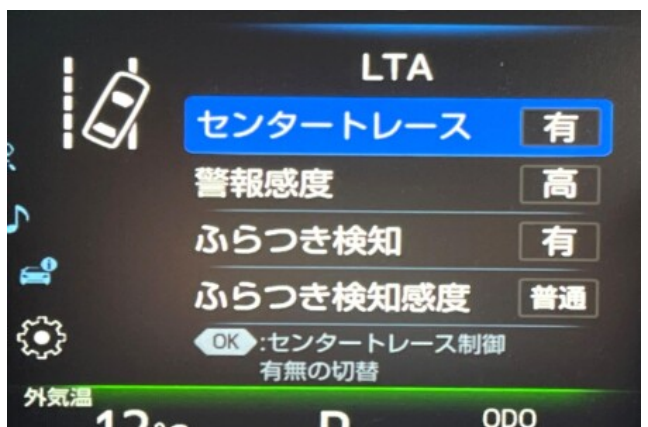 LTA
センタートレース 有
警報感度 高
ふらつき検知 有
ふらつき検知感度 普通
OK :センタートレース制御
有無の切替
外気温
12℃ P ODO